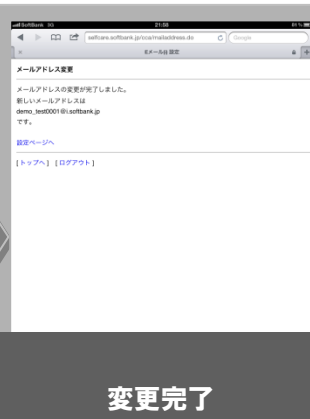 SoftBank 3G 21:08 81%
selfcare.softbank.jp/cca/mailaddress.do
Google
Eメール(i) 設定
メールアドレス変更
メールアドレスの変更が完了しました。
新しいメールアドレスは
demo_test0001@i.softbank.jp
です。
設定ページへ
[トップへ] [ログアウト]
変更完了